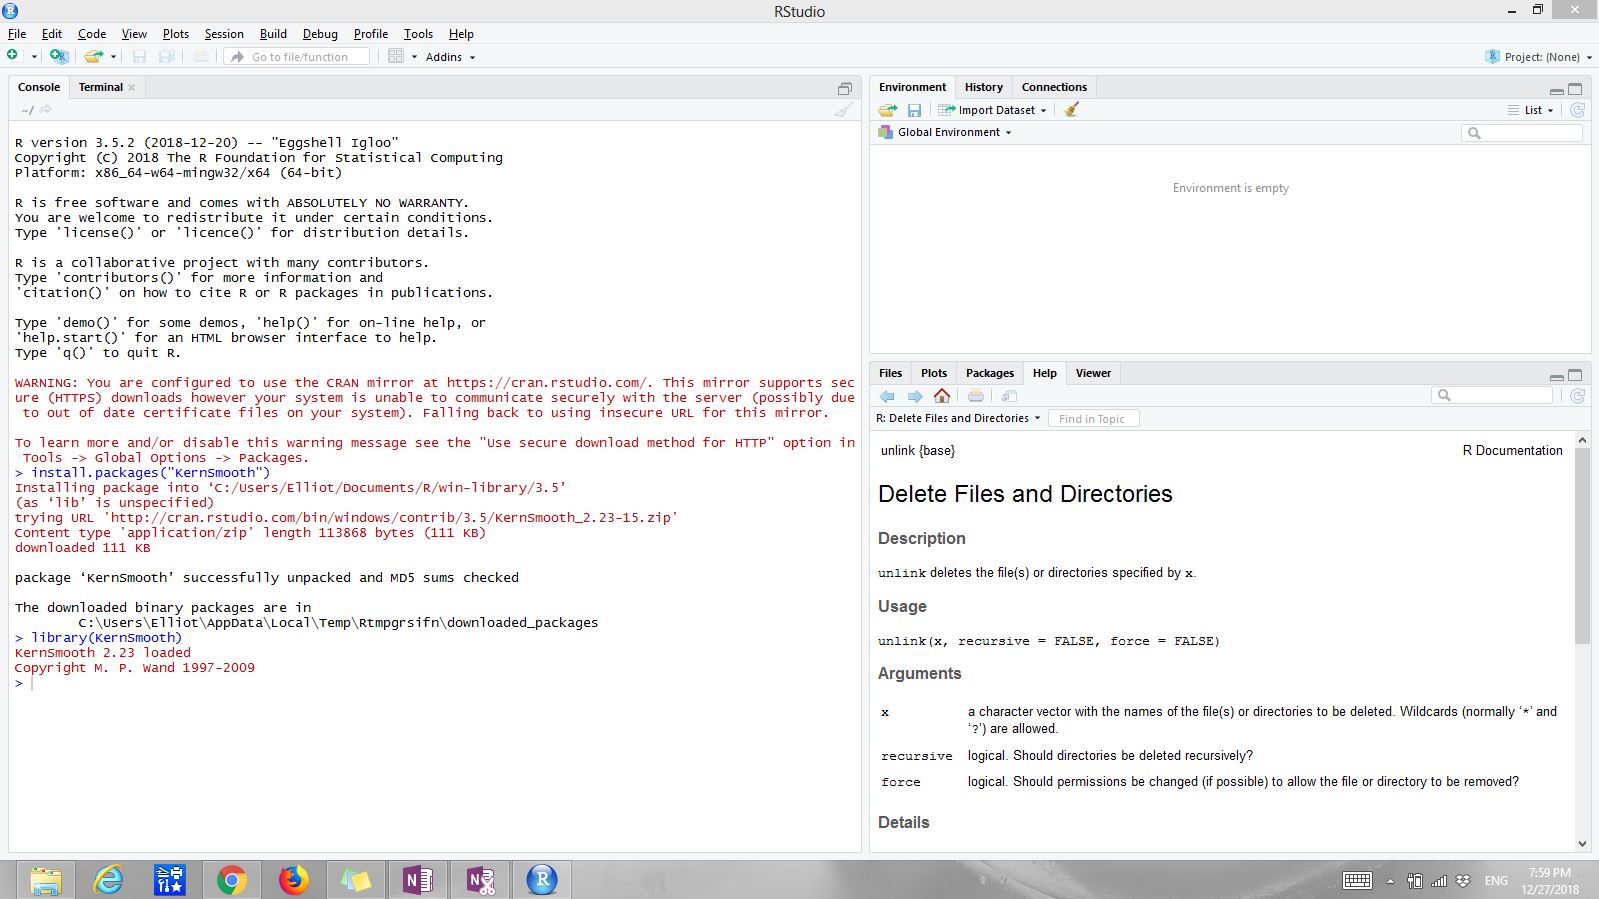 RStudio
File Edit Code View Plots Session Build Debug Profile Tools Help
Go to file/function Addins Project: (None)
Console Terminal
~/
R version 3.5.2 (2018-12-20) -- "Eggshell Igloo"
Copyright (C) 2018 The R Foundation for Statistical Computing
Platform: x86_64-w64-mingw32/x64 (64-bit)
R is free software and comes with ABSOLUTELY NO WARRANTY.
You are welcome to redistribute it under certain conditions.
Type 'license()' or 'licence()' for distribution details.
R is a collaborative project with many contributors.
Type 'contributors()' for more information and
'citation()' on how to cite R or R packages in publications.
Type 'demo()' for some demos, 'help()' for on-line help, or
'help.start()' for an HTML browser interface to help.
Type 'q()' to quit R.
WARNING: You are configured to use the CRAN mirror at https://cran.rstudio.com/. This mirror supports sec
ure (HTTPS) downloads however your system is unable to communicate securely with the server (possibly due
to out of date certificate files on your system). Falling back to using insecure URL for this mirror.
To learn more and/or disable this warning message see the "Use secure download method for HTTP" option in
Tools -> Global Options -> Packages.
> install.packages("KernSmooth")
Installing package into ‘C:/Users/Elliot/Documents/R/win-library/3.5’
(as ‘lib’ is unspecified)
trying URL 'http://cran.rstudio.com/bin/windows/contrib/3.5/KernSmooth_2.23-15.zip'
Content type 'application/zip' length 113868 bytes (111 KB)
downloaded 111 KB
package ‘KernSmooth’ successfully unpacked and MD5 sums checked
The downloaded binary packages are in
C:\Users\Elliot\AppData\Local\Temp\Rtmpgrsifn\downloaded_packages
> library(KernSmooth)
KernSmooth 2.23 loaded
Copyright M. P. Wand 1997-2009
>
Environment History Connections
Import Dataset List
Global Environment
Environment is empty
Files Plots Packages Help Viewer
R: Delete Files and Directories Find in Topic
unlink {base} R Documentation
Delete Files and Directories
Description
unlink deletes the file(s) or directories specified by x.
Usage
unlink(x, recursive = FALSE, force = FALSE)
Arguments
x a character vector with the names of the file(s) or directories to be deleted. Wildcards (normally ‘*’ and
‘?’) are allowed.
recursive logical. Should directories be deleted recursively?
force logical. Should permissions be changed (if possible) to allow the file or directory to be removed?
Details
ENG
7:59 PM
12/27/2018